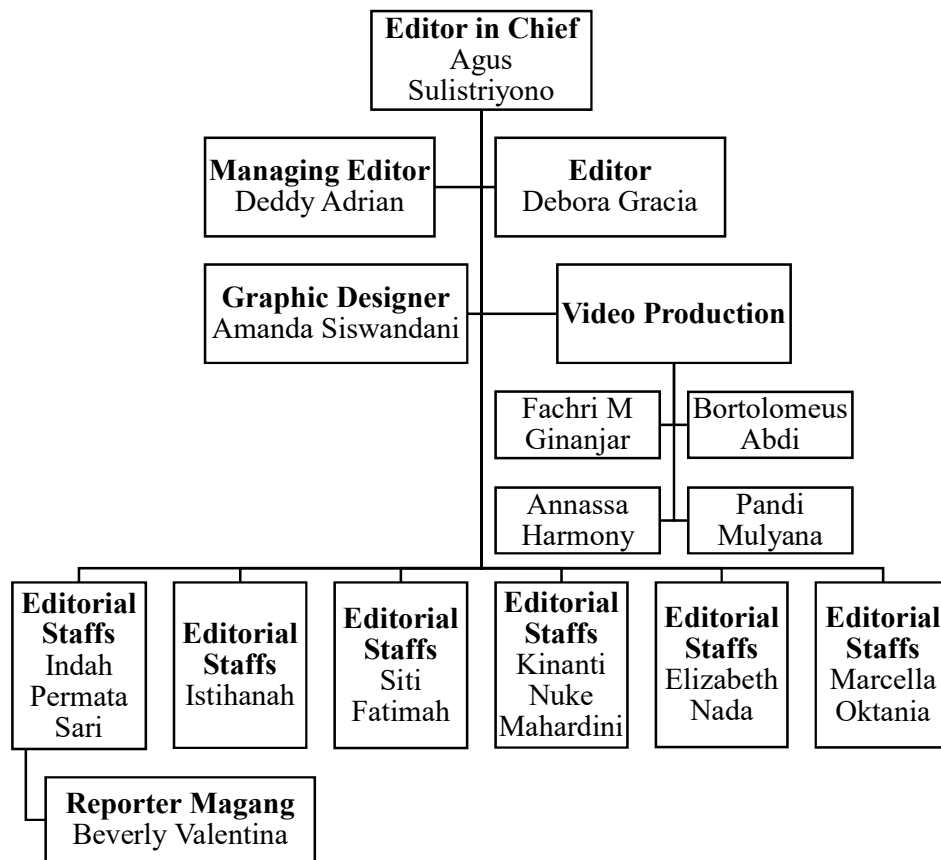 Editor in Chief
Agus
Sulistriyono
Managing Editor
Deddy Adrian
Editor
Debora Gracia
Graphic Designer
Amanda Siswandani
Video Production
Fachri M
Ginanjar
Bortolomeus
Abdi
Annassa
Harmony
Pandi
Mulyana
Editorial
Staffs
Indah
Permata
Sari
Editorial
Staffs
Istihanah
Editorial
Staffs
Siti
Fatimah
Editorial
Staffs
Kinanti
Nuke
Mahardini
Editorial
Staffs
Elizabeth
Nada
Editorial
Staffs
Marcella
Oktania
Reporter Magang
Beverly Valentina